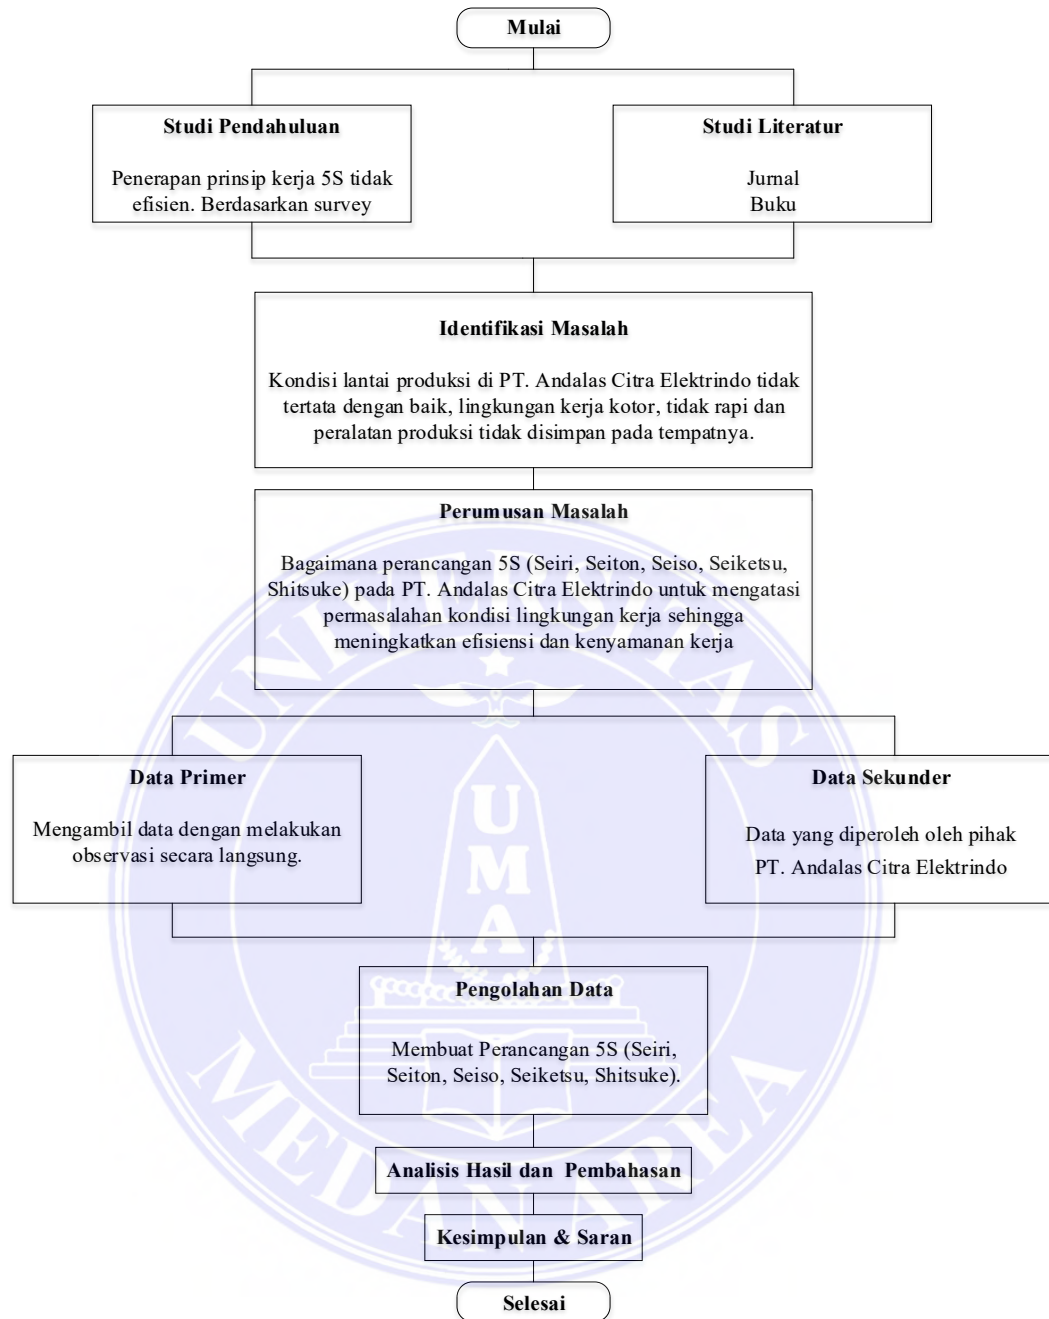 Mulai
Studi Pendahuluan
Penerapan prinsip kerja 5S tidak
efisien. Berdasarkan survey
Studi Literatur
Jurnal
Buku
Identifikasi Masalah
Kondisi lantai produksi di PT. Andalas Citra Elektrindo tidak
tertata dengan baik, lingkungan kerja kotor, tidak rapi dan
peralatan produksi tidak disimpan pada tempatnya.
Perumusan Masalah
Bagaimana perancangan 5S (Seiri, Seiton, Seiso, Seiketsu,
Shitsuke) pada PT. Andalas Citra Elektrindo untuk mengatasi
permasalahan kondisi lingkungan kerja sehingga
meningkatkan efisiensi dan kenyamanan kerja
Data Primer
Mengambil data dengan melakukan
observasi secara langsung.
Data Sekunder
Data yang diperoleh oleh pihak
PT. Andalas Citra Elektrindo
Pengolahan Data
Membuat Perancangan 5S (Seiri,
Seiton, Seiso, Seiketsu, Shitsuke).
Analisis Hasil dan  Pembahasan
Kesimpulan & Saran
Selesai
UNIVERSITAS
UMA
MEDAN AREA